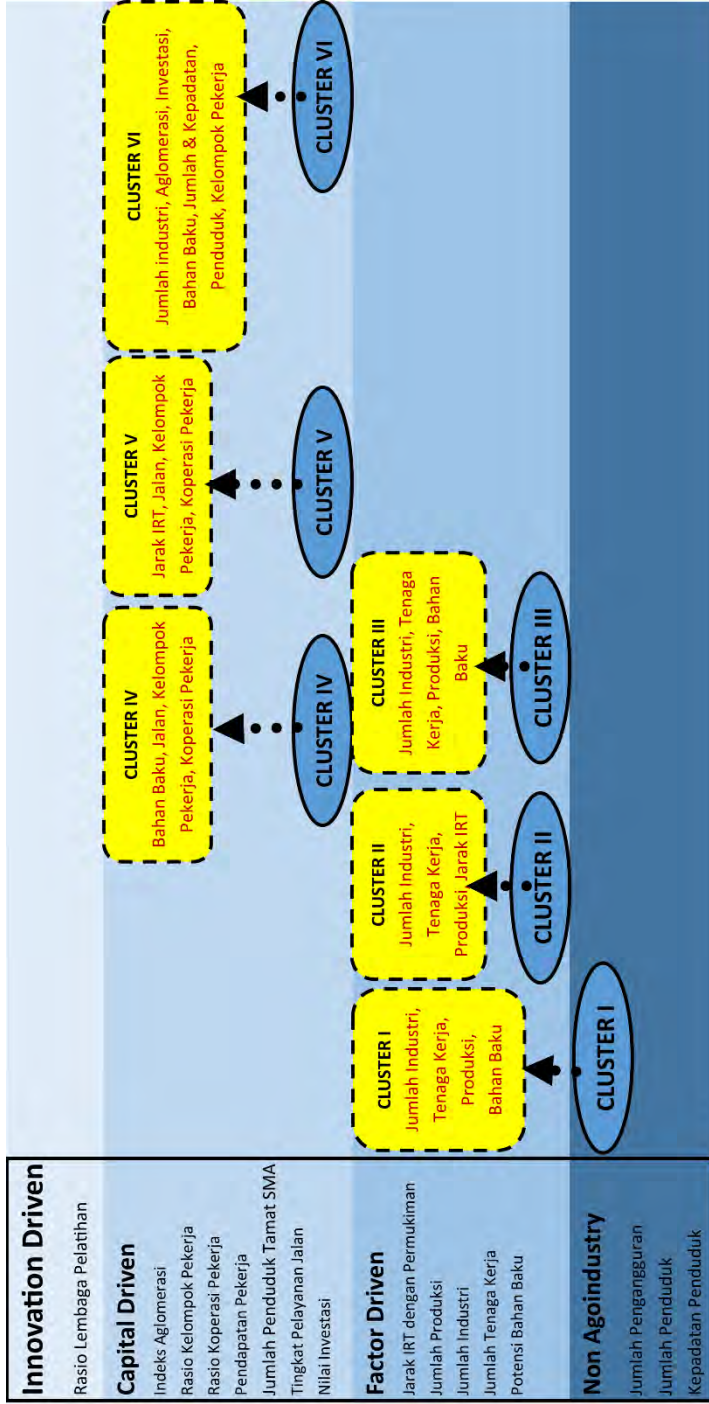 Innovation Driven
Rasio Lembaga Pelatihan
Capital Driven
Indeks Aglomerasi
Rasio Kelompok Pekerja
Rasio Koperasi Pekerja
Pendapatan Pekerja
Jumlah Penduduk Tamat SMA
Tingkat Pelayanan Jalan
Nilai Investasi
Factor Driven
Jarak IRT dengan Permukiman
Jumlah Produksi
Jumlah Industri
Jumlah Tenaga Kerja
Potensi Bahan Baku
Non Agoindustry
Jumlah Pengangguran
Jumlah Penduduk
Kepadatan Penduduk
CLUSTER I
Jumlah Industri,
Tenaga Kerja,
Produksi,
Bahan Baku
CLUSTER I
CLUSTER II
Jumlah Industri,
Tenaga Kerja,
Produksi, Jarak IRT
CLUSTER II
CLUSTER III
Jumlah Industri, Tenaga
Kerja, Produksi, Bahan
Baku
CLUSTER III
CLUSTER IV
Bahan Baku, Jalan, Kelompok
Pekerja, Koperasi Pekerja
CLUSTER IV
CLUSTER V
Jarak IRT, Jalan, Kelompok
Pekerja, Koperasi Pekerja
CLUSTER V
CLUSTER VI
Jumlah industri, Aglomerasi, Investasi,
Bahan Baku, Jumlah & Kepadatan,
Penduduk, Kelompok Pekerja
CLUSTER VI